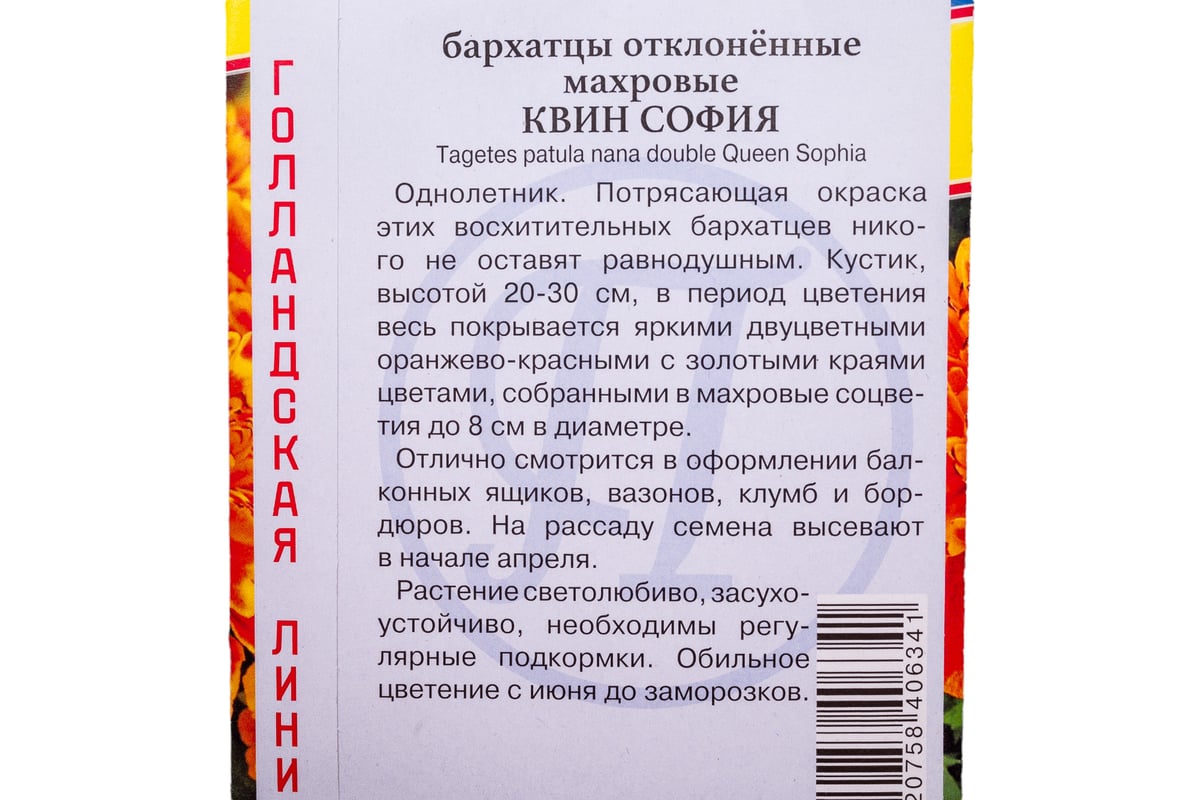 бархатцы отклонённые
махровые
КВИН СОФИЯ
Tagetes patula nana double Queen Sophia
Однолетник. Потрясающая окраска
этих восхитительных бархатцев нико-
го не оставят равнодушным. Кустик,
высотой 20-30 см, в период цветения
весь покрывается яркими двуцветными
оранжево-красными с золотыми краями
цветами, собранными в махровые соцве-
тия до 8 см в диаметре.
Отлично смотрится в оформлении бал-
конных ящиков, вазонов, клумб и бор-
дюров. На рассаду семена высевают
в начале апреля.
Растение светолюбиво, засухо-
устойчиво, необходимы регу-
лярные подкормки. Обильное
цветение с июня до заморозков.
ГОЛЛАНДСКАЯ ЛИНИ
20758 406341